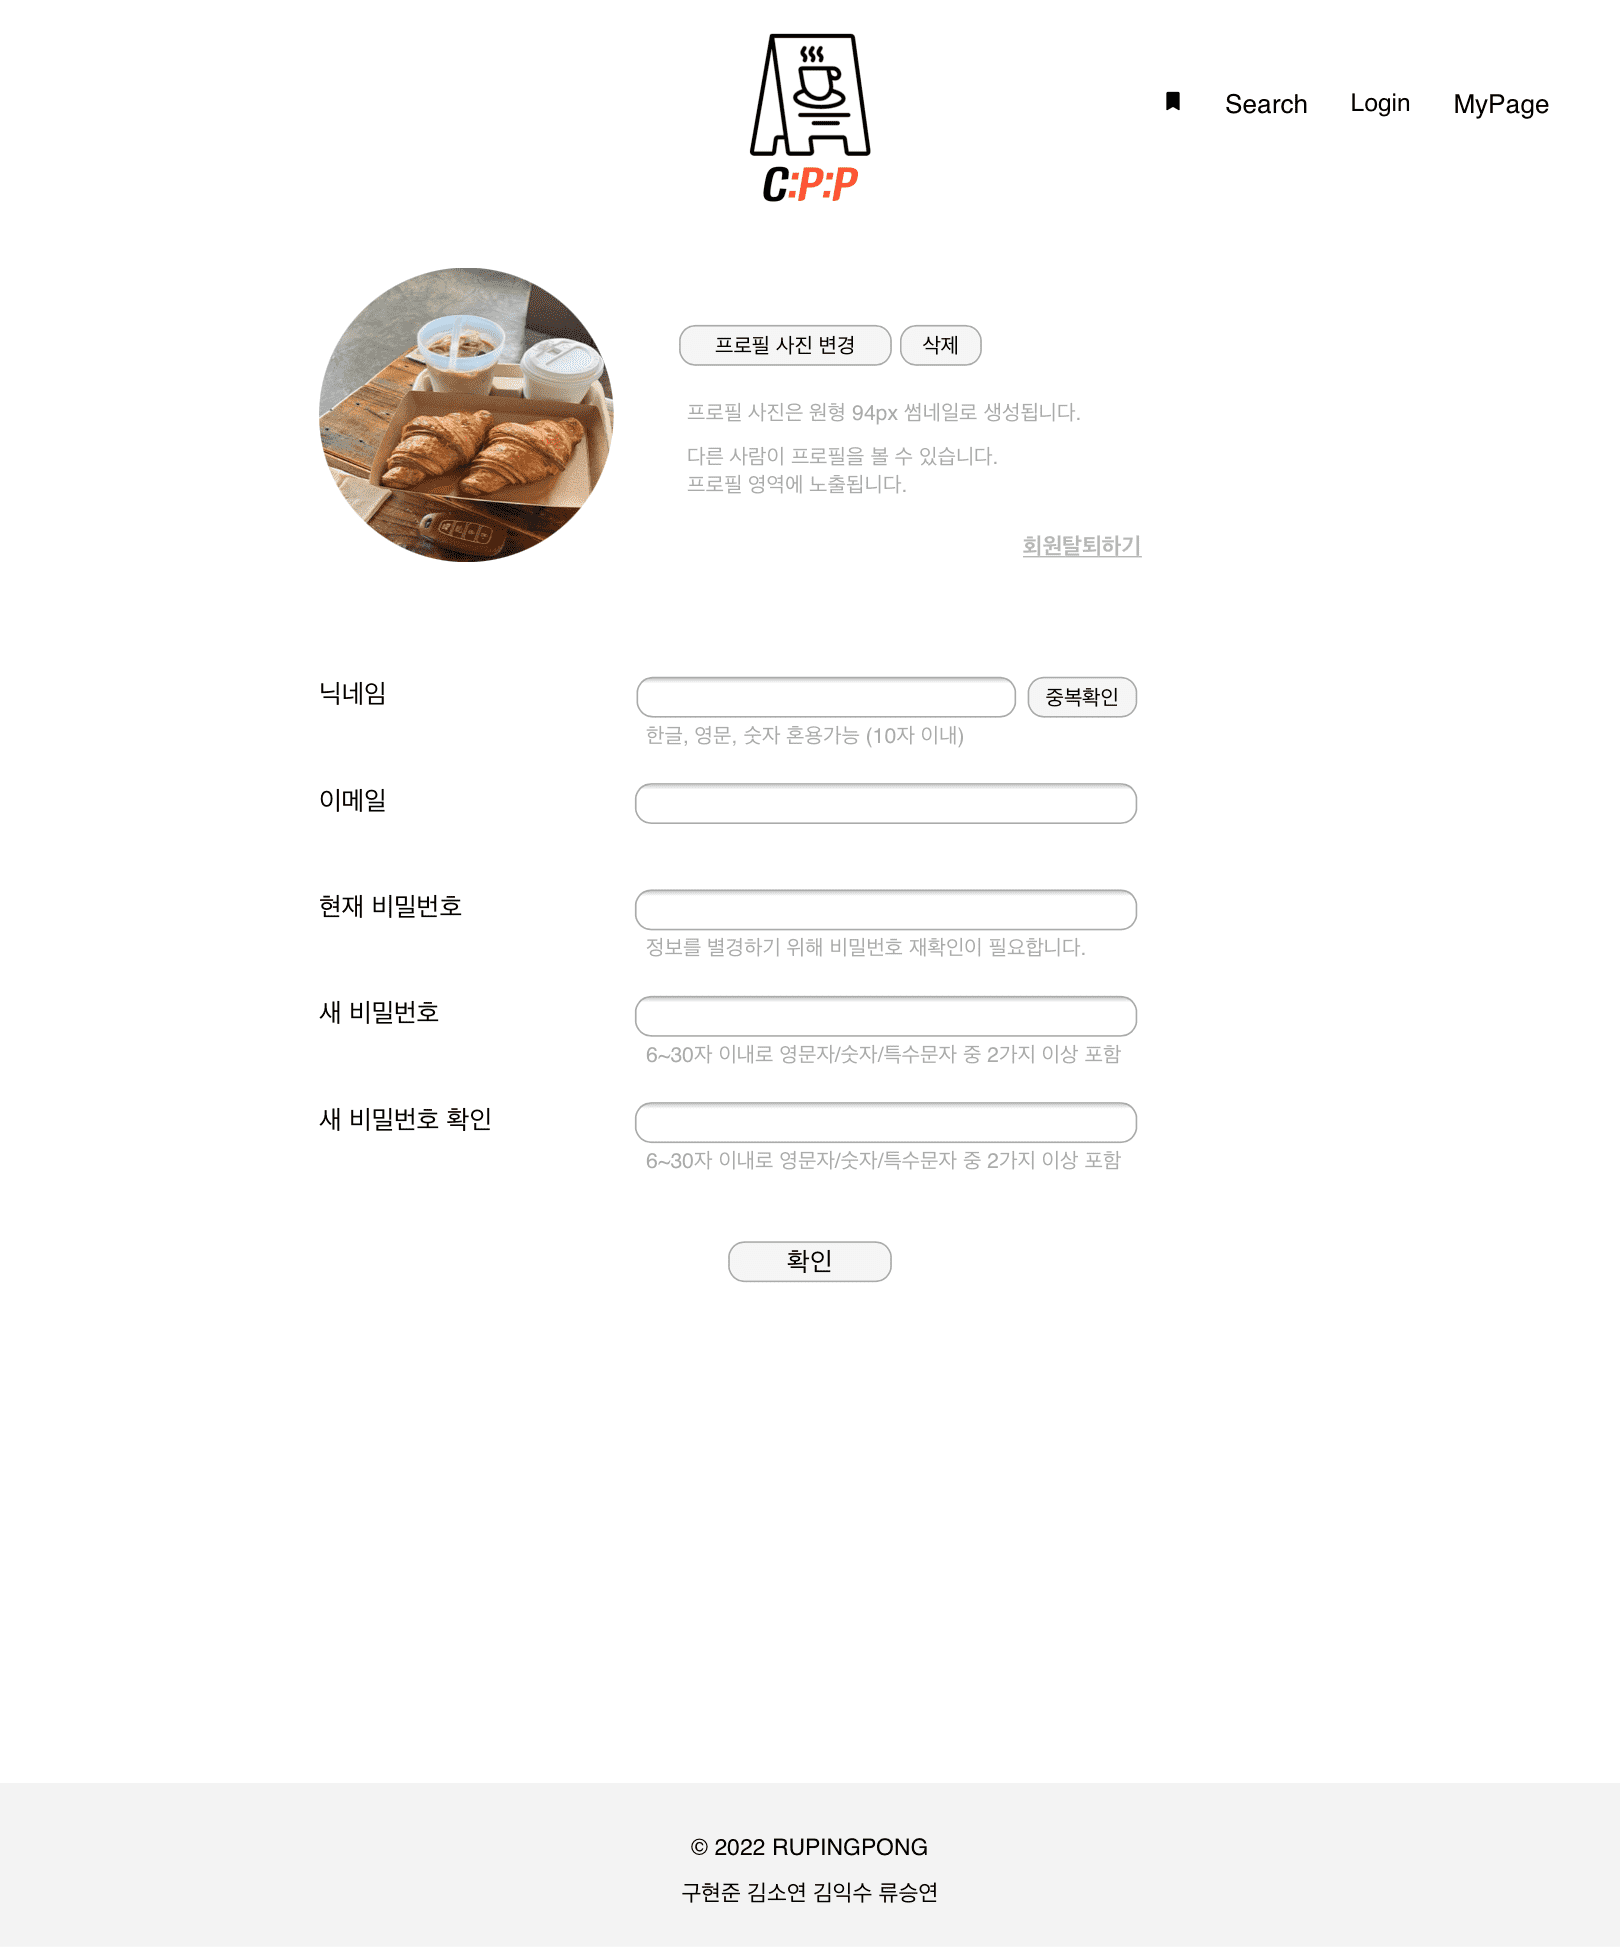 Search Login MyPage
C:P:P
프로필 사진 변경 삭제
프로필 사진은 원형 94px 썸네일로 생성됩니다.
다른 사람이 프로필을 볼 수 있습니다.
프로필 영역에 노출됩니다.
회원탈퇴하기
닉네임 중복확인
한글, 영문, 숫자 혼용가능 (10자 이내)
이메일
현재 비밀번호
정보를 별경하기 위해 비밀번호 재확인이 필요합니다.
새 비밀번호
6~30자 이내로 영문자/숫자/특수문자 중 2가지 이상 포함
새 비밀번호 확인
6~30자 이내로 영문자/숫자/특수문자 중 2가지 이상 포함
확인
© 2022 RUPINGPONG
구현준 김소연 김익수 류승연